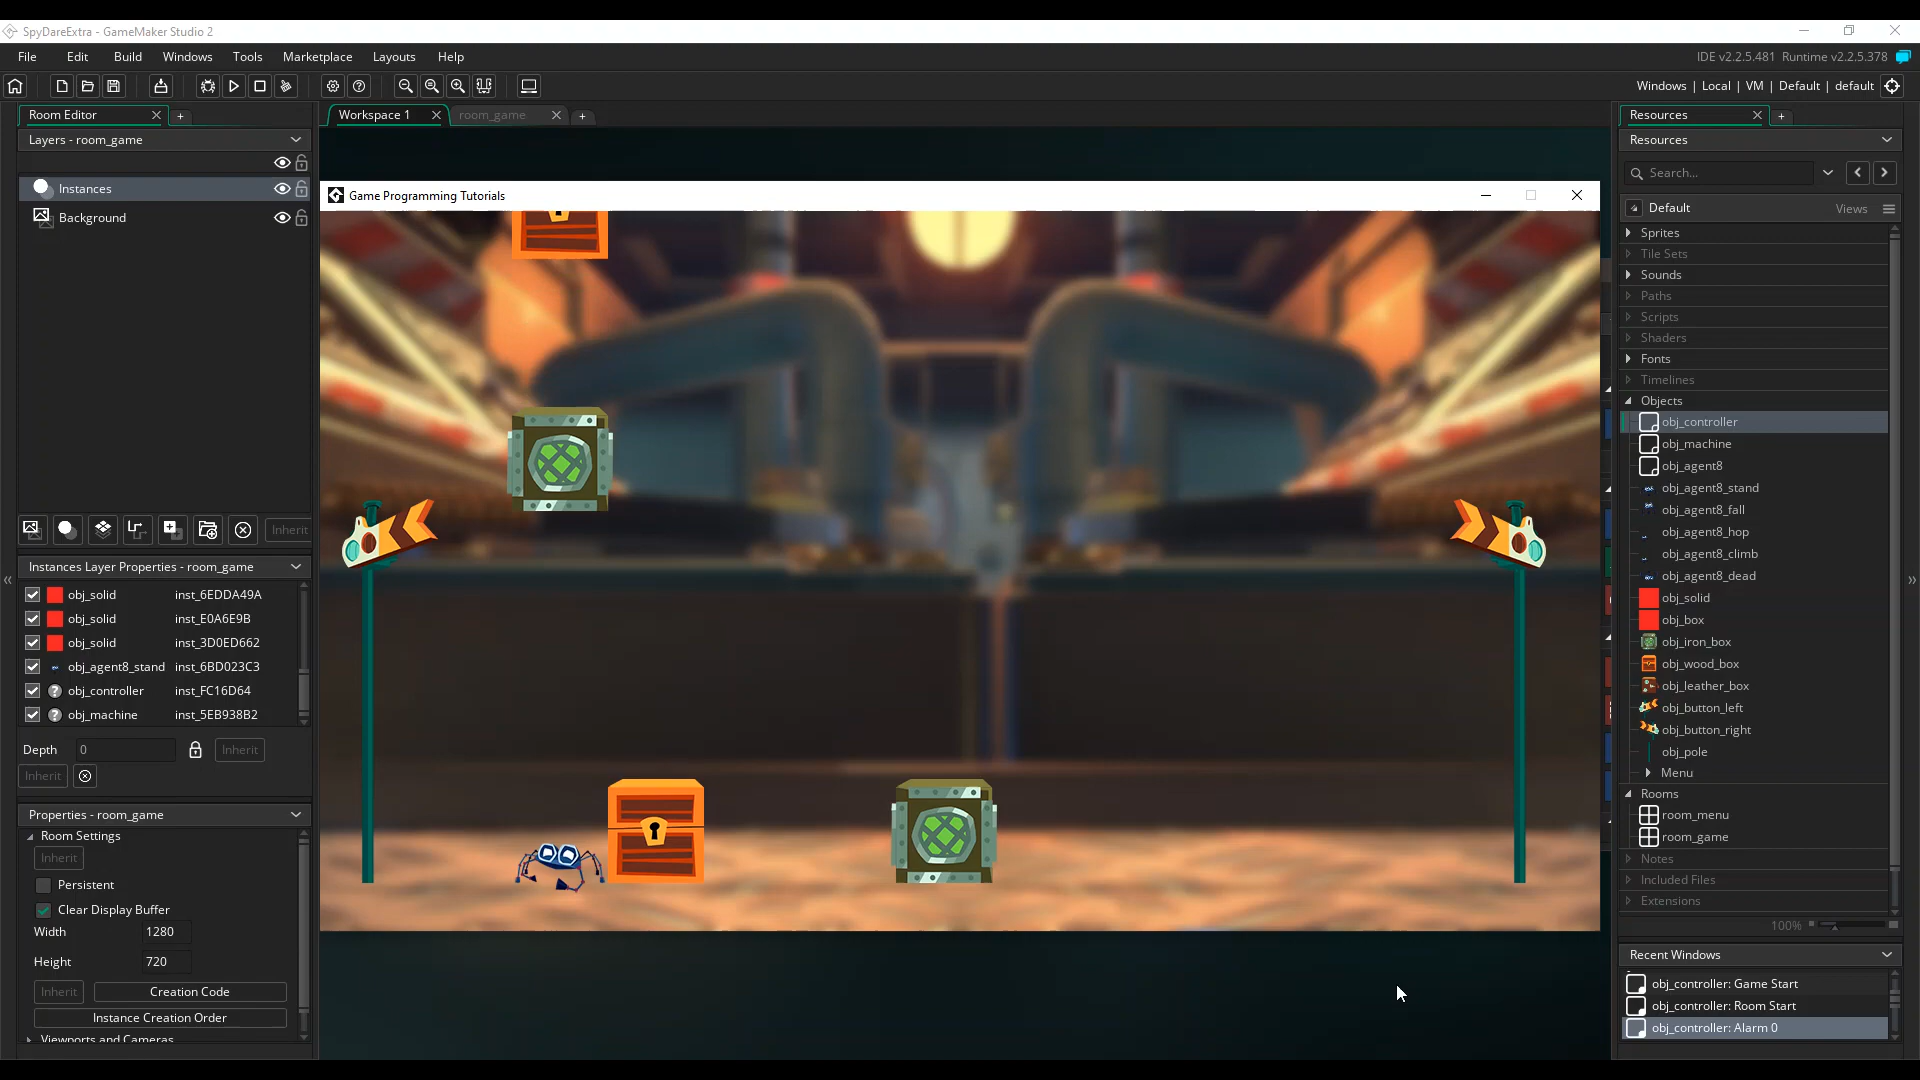 SpyDareExtra - GameMaker Studio 2
File Edit Build Windows Tools Marketplace Layouts Help
IDE v2.2.5.481 Runtime v2.2.5.378
Windows | Local | VM | Default | default
Room Editor
Layers - room_game
Instances
Background
Inherit
Instances Layer Properties - room_game
obj_solid inst_6EDDA49A
obj_solid inst_E0A6E9B
obj_solid inst_3D0ED662
obj_agent8_stand inst_6BD023C3
obj_controller inst_FC16D64
obj_machine inst_5EB938B2
Depth 0 Inherit
Inherit
Properties - room_game
Room Settings
Inherit
Persistent
Clear Display Buffer
Width 1280
Height 720
Inherit Creation Code
Instance Creation Order
Viewports and Cameras
Workspace 1 room_game
Game Programming Tutorials
Resources
Resources
Search...
Default Views
Sprites
Tile Sets
Sounds
Paths
Scripts
Shaders
Fonts
Timelines
Objects
obj_controller
obj_machine
obj_agent8
obj_agent8_stand
obj_agent8_fall
obj_agent8_hop
obj_agent8_climb
obj_agent8_dead
obj_solid
obj_box
obj_iron_box
obj_wood_box
obj_leather_box
obj_button_left
obj_button_right
obj_pole
Menu
Rooms
room_menu
room_game
Notes
Included Files
Extensions
100%
Recent Windows
obj_controller: Game Start
obj_controller: Room Start
obj_controller: Alarm 0